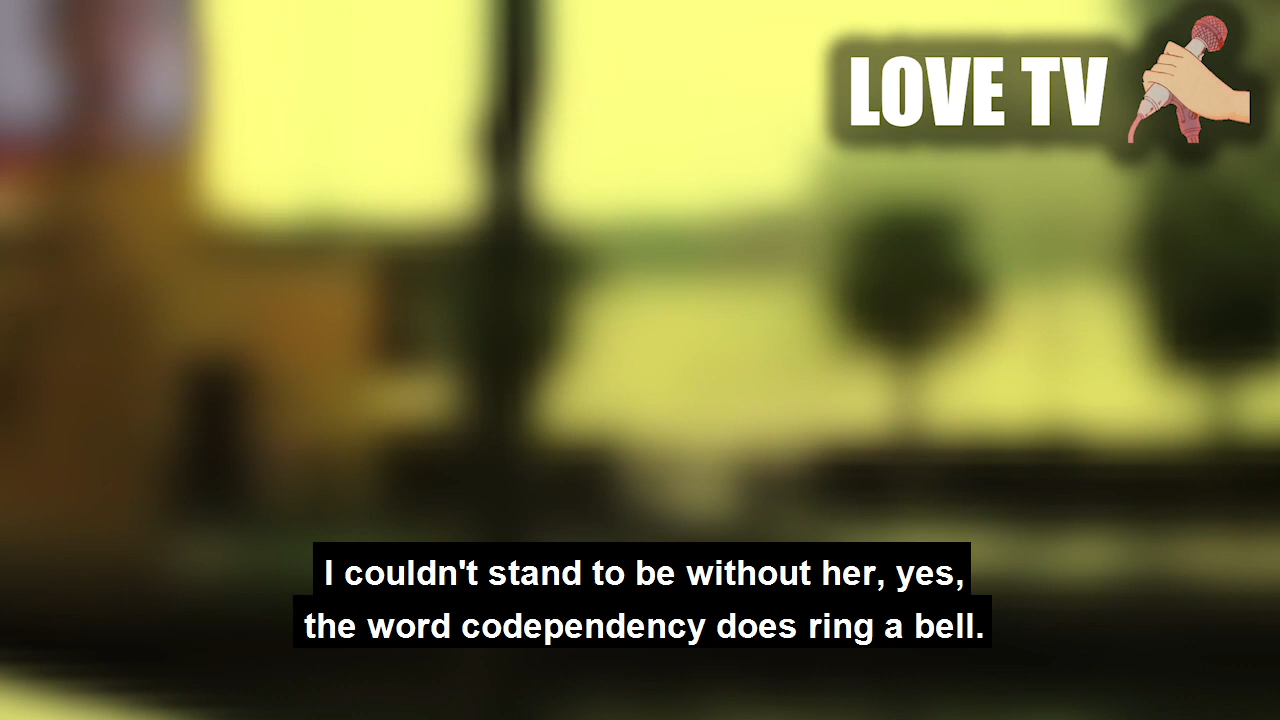 LOVE TV
I couldn't stand to be without her, yes,
the word codependency does ring a bell.